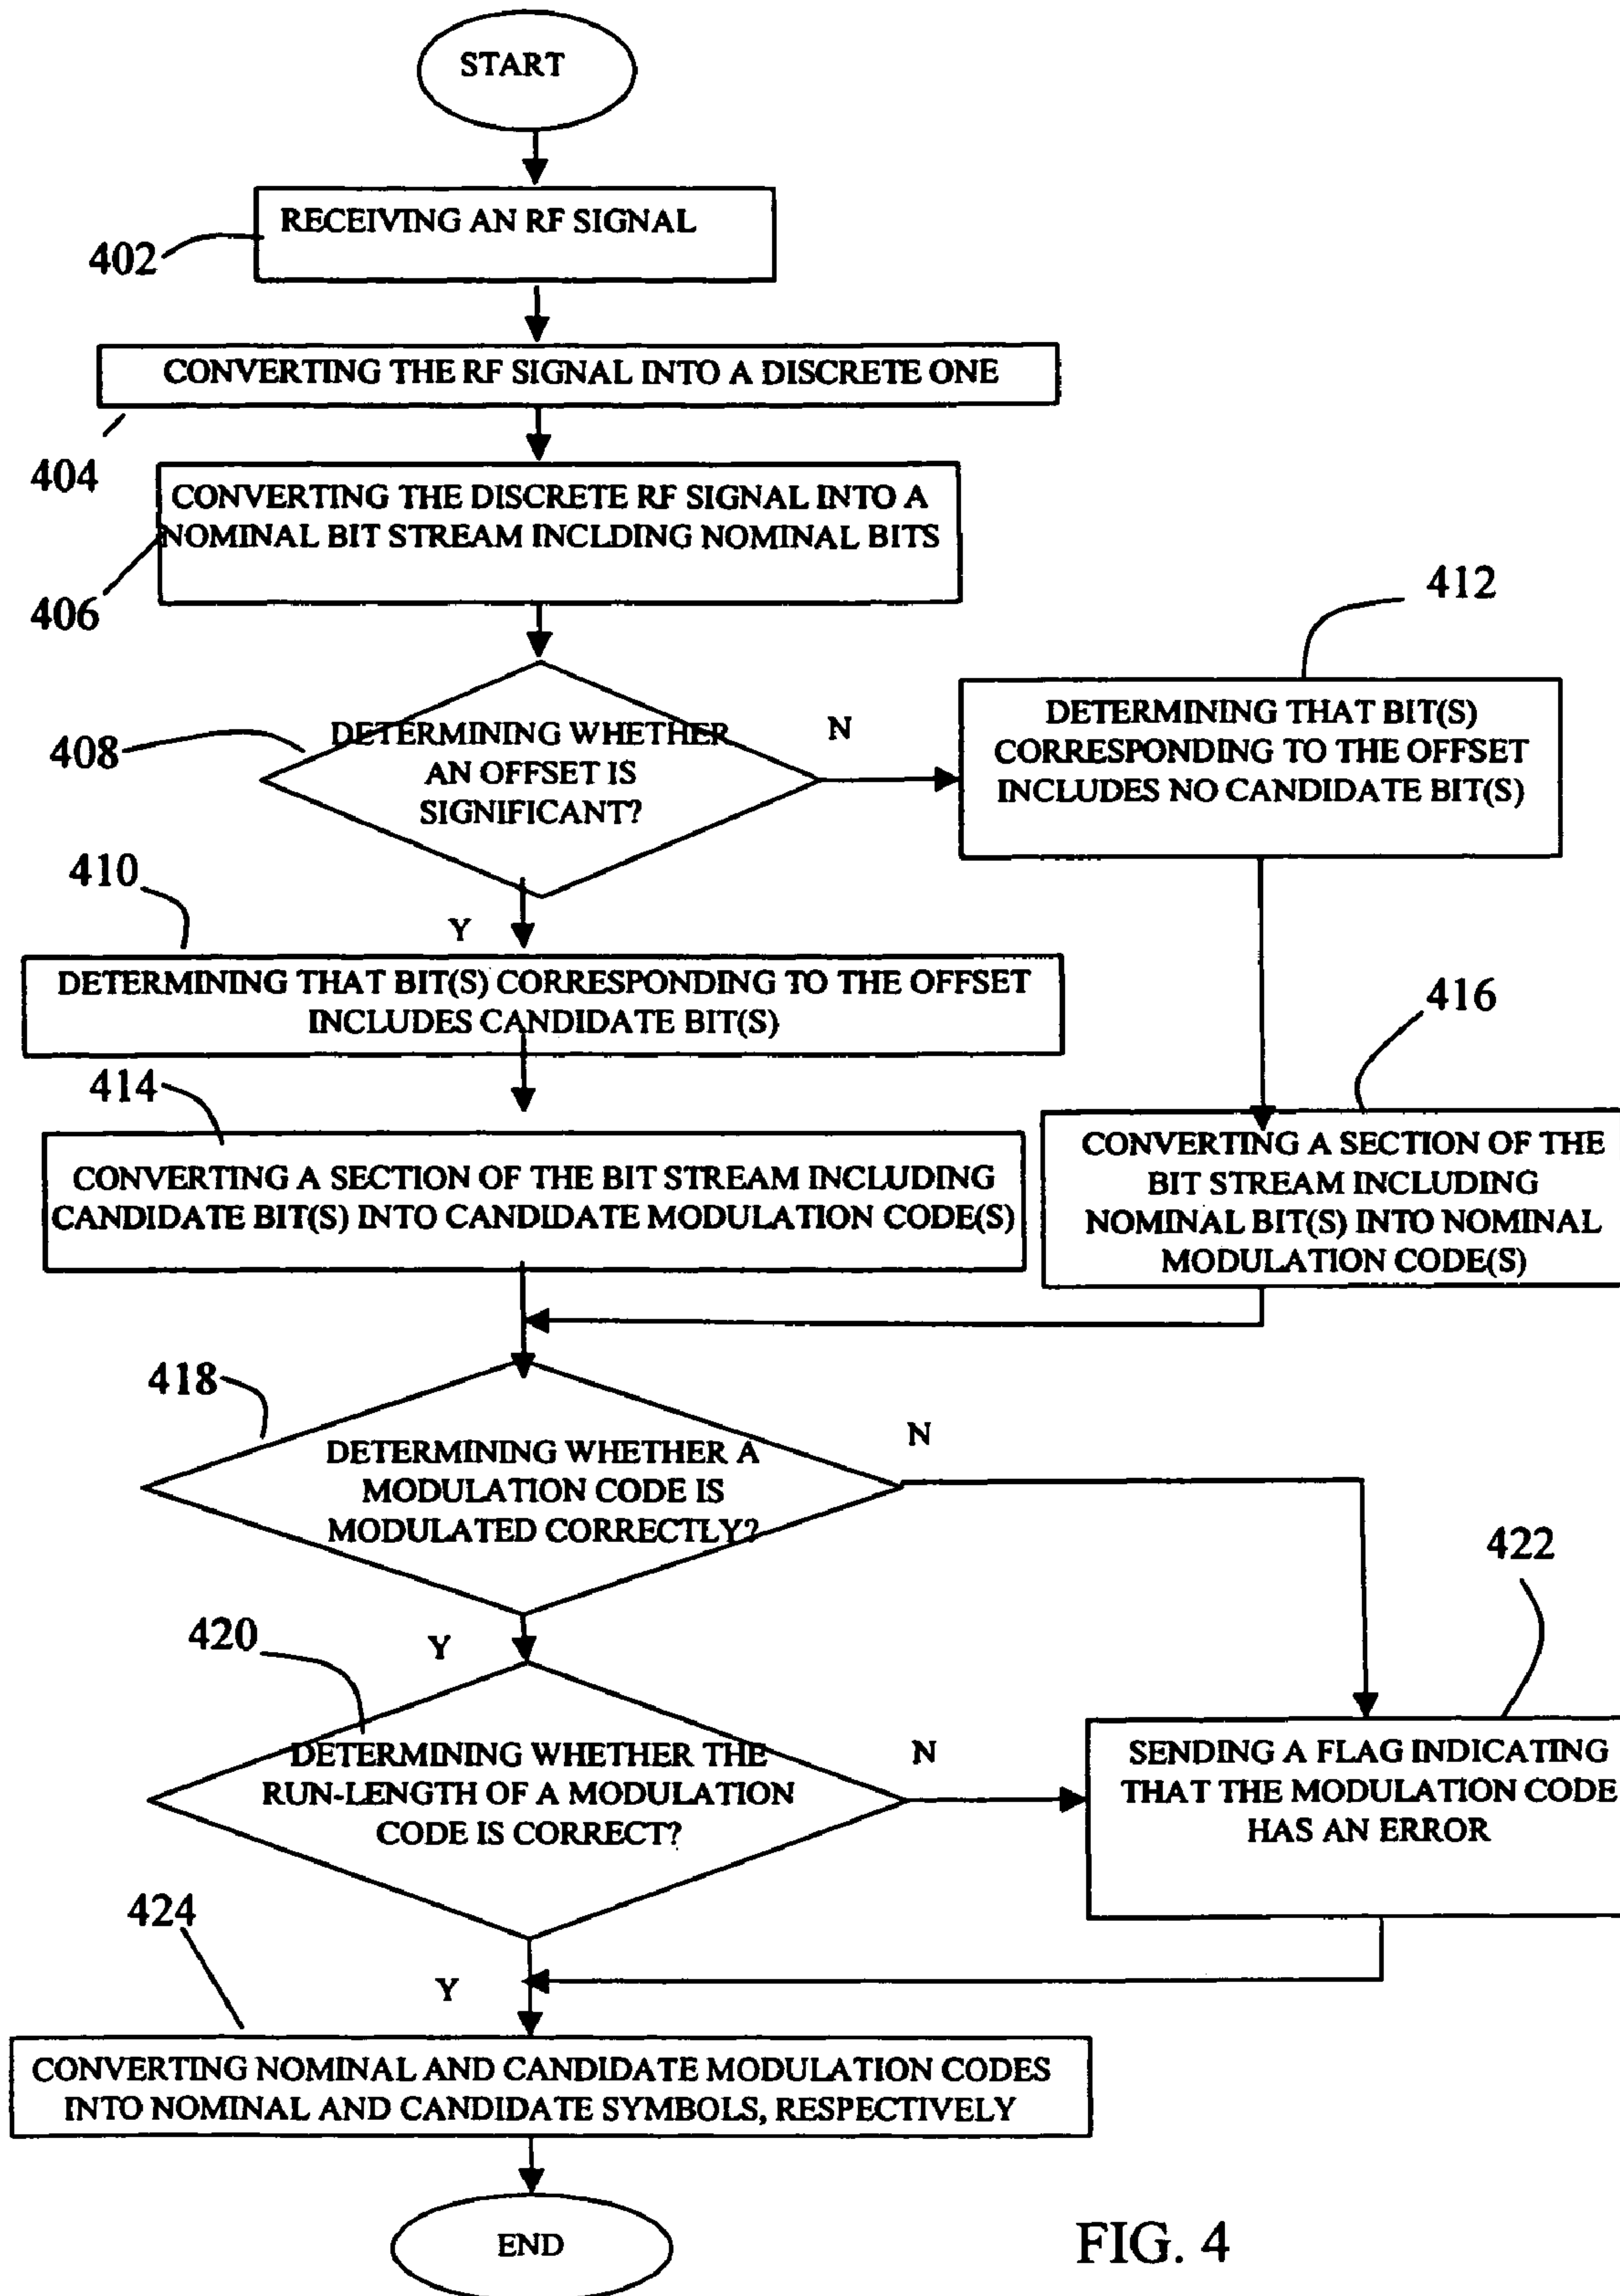 START
RECEIVING AN RF SIGNAL
402
CONVERTING THE RF SIGNAL INTO A DISCRETE ONE
404
CONVERTING THE DISCRETE RF SIGNAL INTO A
NOMINAL BIT STREAM INCLDING NOMINAL BITS
406
412
DETERMINING WHETHER
AN OFFSET IS
SIGNIFICANT?
408
N
DETERMINING THAT BIT(S)
CORRESPONDING TO THE OFFSET
INCLUDES NO CANDIDATE BIT(S)
410
Y
DETERMINING THAT BIT(S) CORRESPONDING TO THE OFFSET
INCLUDES CANDIDATE BIT(S)
416
414
CONVERTING A SECTION OF THE BIT STREAM INCLUDING
CANDIDATE BIT(S) INTO CANDIDATE MODULATION CODE(S)
CONVERTING A SECTION OF THE
BIT STREAM INCLUDING
NOMINAL BIT(S) INTO NOMINAL
MODULATION CODE(S)
418
DETERMINING WHETHER A
MODULATION CODE IS
MODULATED CORRECTLY?
N
422
420
Y
DETERMINING WHETHER THE
RUN-LENGTH OF A MODULATION
CODE IS CORRECT?
N
SENDING A FLAG INDICATING
THAT THE MODULATION CODE
HAS AN ERROR
424
Y
CONVERTING NOMINAL AND CANDIDATE MODULATION CODES
INTO NOMINAL AND CANDIDATE SYMBOLS, RESPECTIVELY
END
FIG. 4